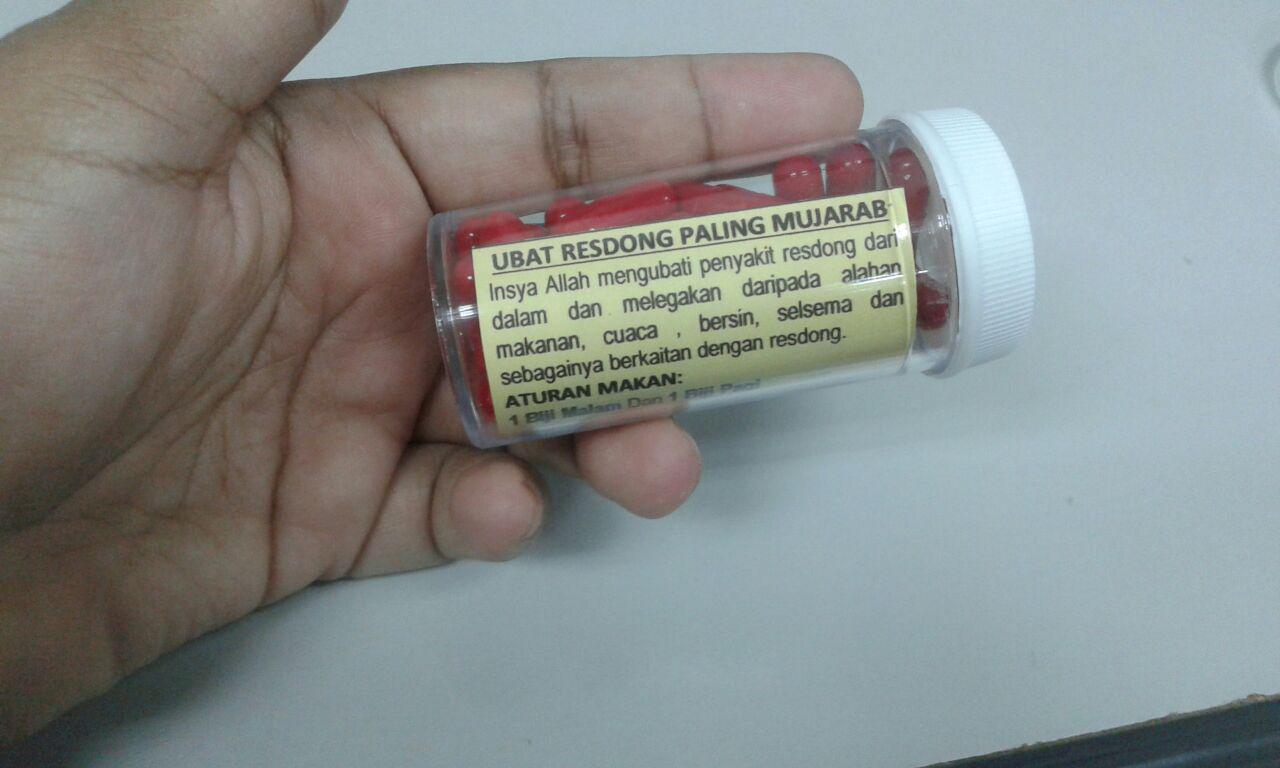 UBAT RESDONG PALING MUJARAB
Insya Allah mengubati penyakit resdong dari
dalam dan melegakan daripada alahan
makanan, cuaca , bersin, selsema dan
sebagainya berkaitan dengan resdong.
ATURAN MAKAN:
1 Biji Malam Dan 1 Biji Pagi